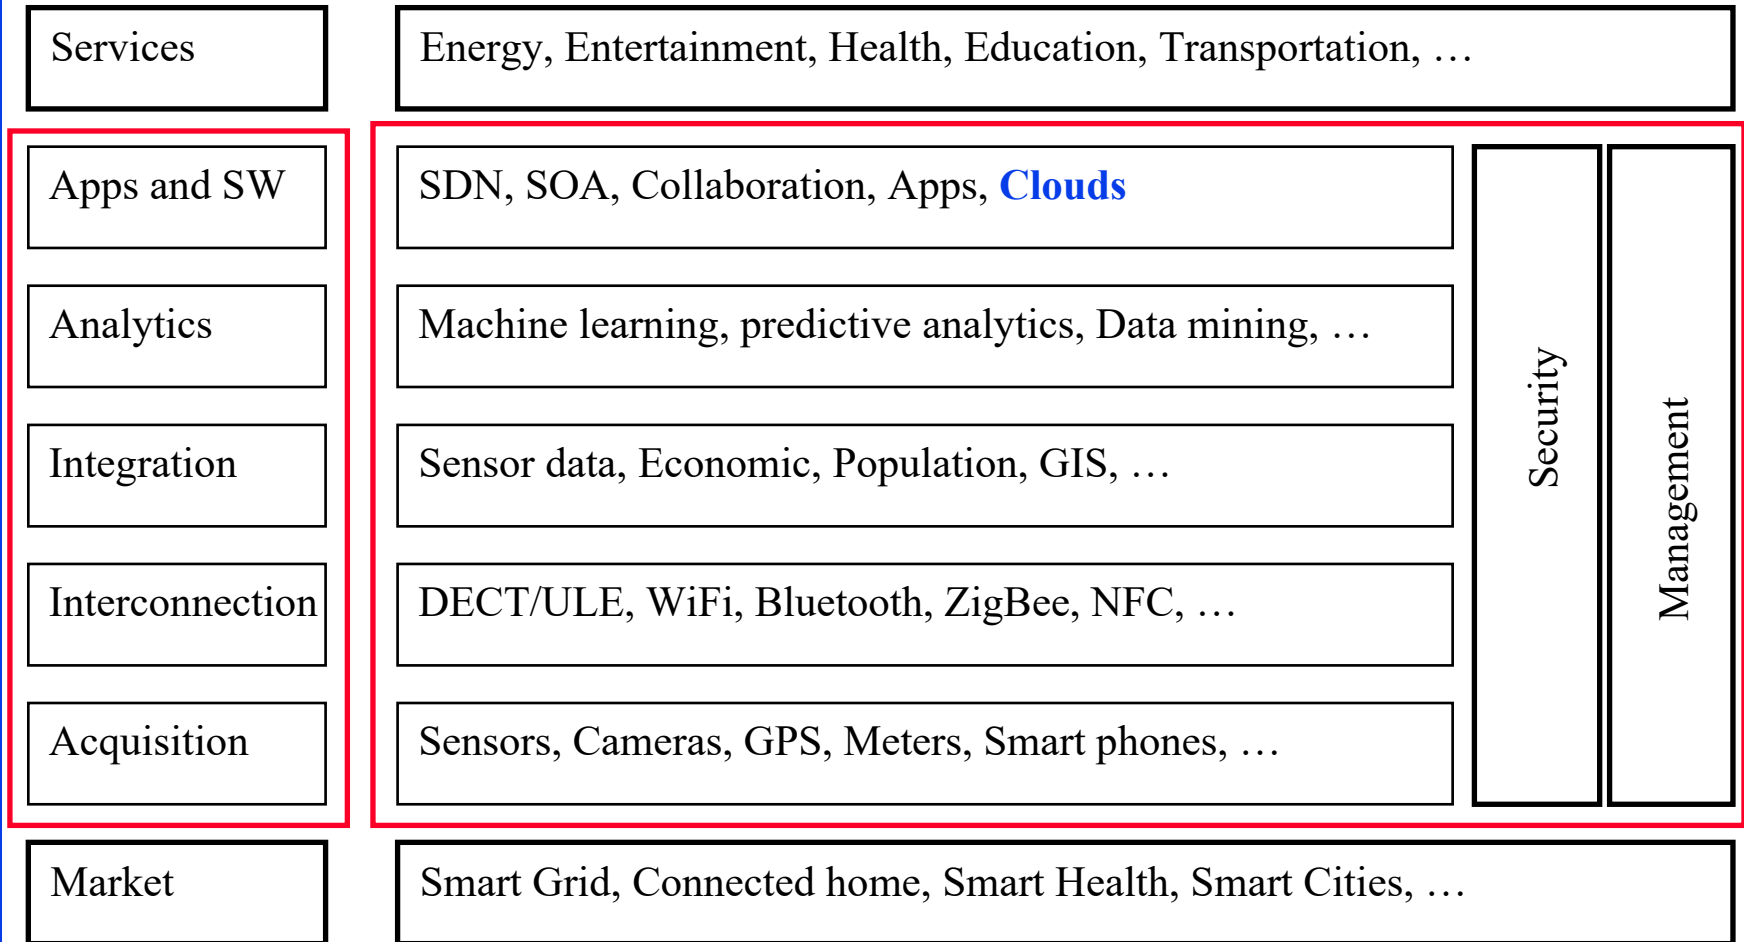 Services
Energy, Entertainment, Health, Education, Transportation, …
Apps and SW
SDN, SOA, Collaboration, Apps, Clouds
Analytics
Machine learning, predictive analytics, Data mining, …
Integration
Sensor data, Economic, Population, GIS, …
Interconnection
DECT/ULE, WiFi, Bluetooth, ZigBee, NFC, …
Acquisition
Sensors, Cameras, GPS, Meters, Smart phones, …
Security
Management
Market
Smart Grid, Connected home, Smart Health, Smart Cities, …